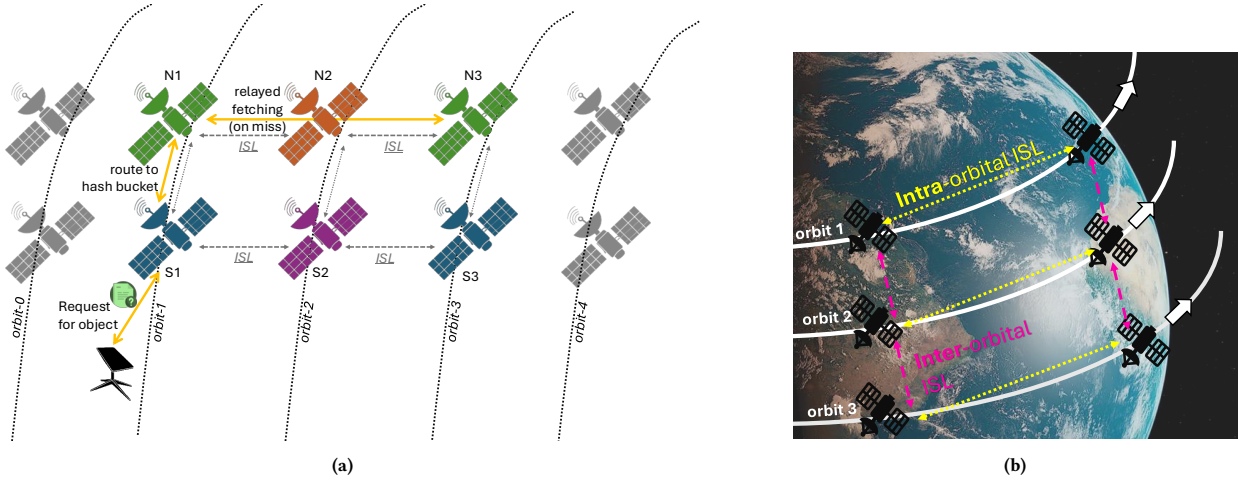 N1
N2
N3
relayed
fetching
(on miss)
ISL
ISL
route to
hash bucket
S1
S2
S3
ISL
ISL
Request
for object
?
orbit-0
orbit-1
orbit-2
orbit-3
orbit-4
(a)
Intra-orbital ISL
orbit 1
orbit 2
Inter-orbital
ISL
orbit 3
(b)